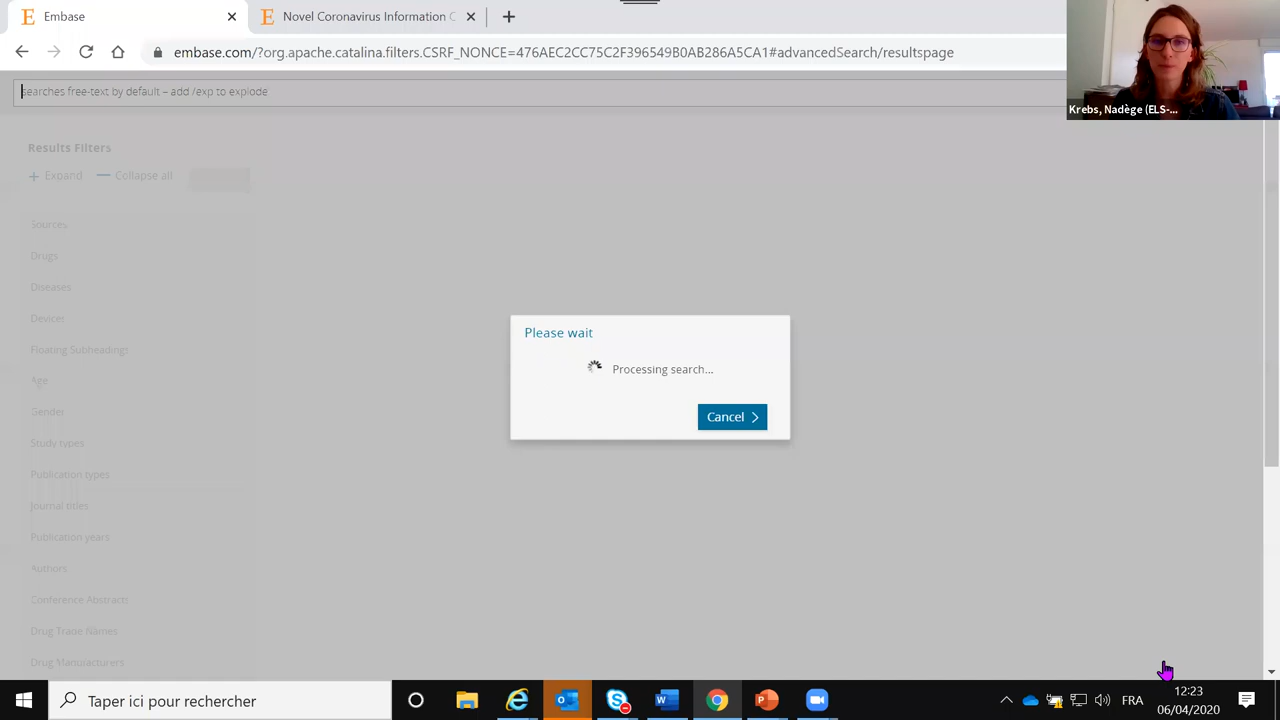 Embase
Novel Coronavirus Information C
embase.com/?org.apache.catalina.filters.CSRF_NONCE=476AEC2CC75C2F396549B0AB286A5CA1#advancedSearch/resultspage
Krebs, Nadège (ELS-...
searches free-text by default – add /exp to explode
Results Filters
Expand
Collapse all
Sources
Drugs
Diseases
Devices
Floating Subheadings
Age
Gender
Study types
Publication types
Journal titles
Publication years
Authors
Conference Abstracts
Drug Trade Names
Drug Manufacturers
Please wait
Processing search...
Cancel
Taper ici pour rechercher
FRA
12:23
06/04/2020